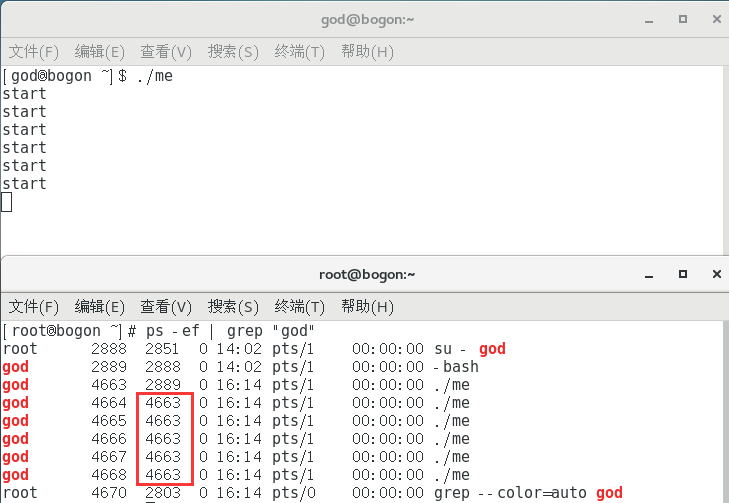 god@bogon:~
文件(F) 编辑(E) 查看(V) 搜索(S) 终端(T) 帮助(H)
[god@bogon ~]$ ./me
start
start
start
start
start
start
root@bogon:~
文件(F) 编辑(E) 查看(V) 搜索(S) 终端(T) 帮助(H)
[root@bogon ~]# ps -ef | grep "god"
root 2888 2851 0 14:02 pts/1 00:00:00 su - god
god 2889 2888 0 14:02 pts/1 00:00:00 -bash
god 4663 2889 0 16:14 pts/1 00:00:00 ./me
god 4664 4663 0 16:14 pts/1 00:00:00 ./me
god 4665 4663 0 16:14 pts/1 00:00:00 ./me
god 4666 4663 0 16:14 pts/1 00:00:00 ./me
god 4667 4663 0 16:14 pts/1 00:00:00 ./me
god 4668 4663 0 16:14 pts/1 00:00:00 ./me
root 4670 2803 0 16:14 pts/0 00:00:00 grep --color=auto god